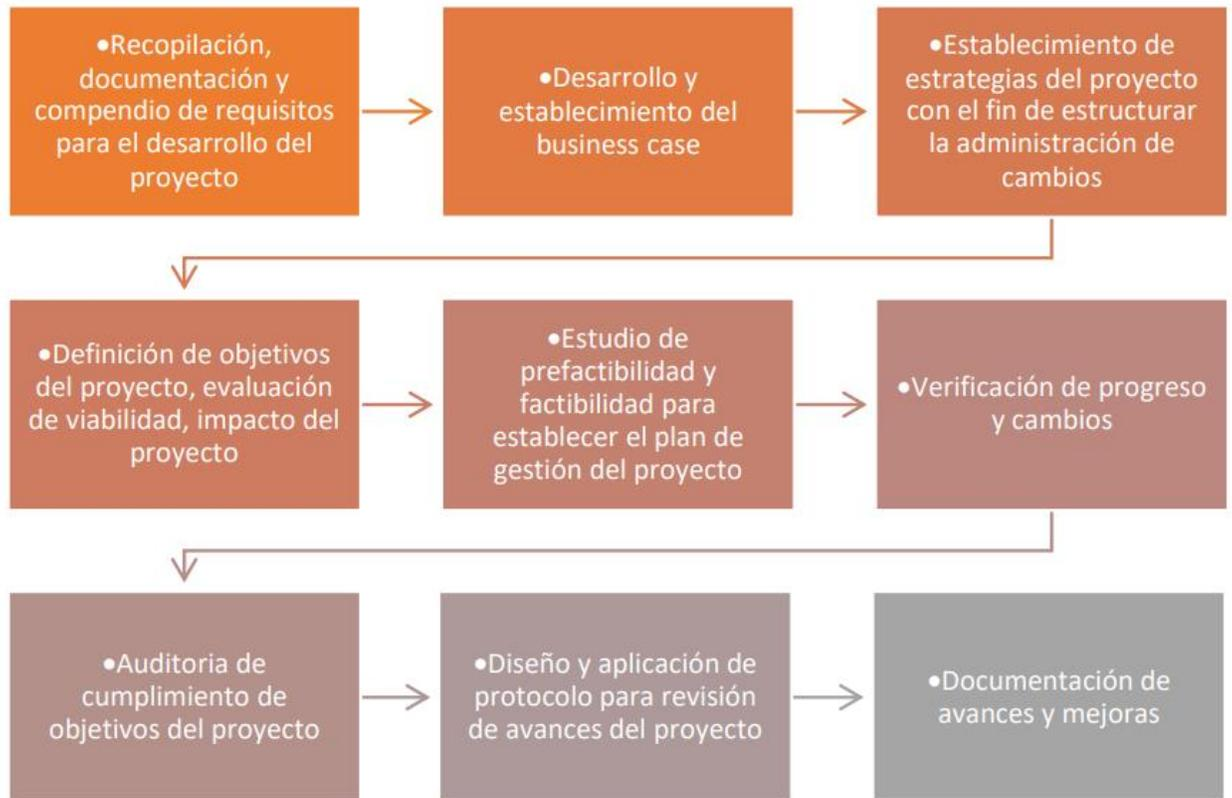 •Recopilación,
documentación y
compendio de requisitos
para el desarrollo del
proyecto
•Desarrollo y
establecimiento del
business case
•Establecimiento de
estrategias del proyecto
con el fin de estructurar
la administración de
cambios
•Definición de objetivos
del proyecto, evaluación
de viabilidad, impacto del
proyecto
•Estudio de
prefactibilidad y
factibilidad para
establecer el plan de
gestión del proyecto
•Verificación de progreso
y cambios
•Auditoria de
cumplimiento de
objetivos del proyecto
•Diseño y aplicación de
protocolo para revisión
de avances del proyecto
•Documentación de
avances y mejoras